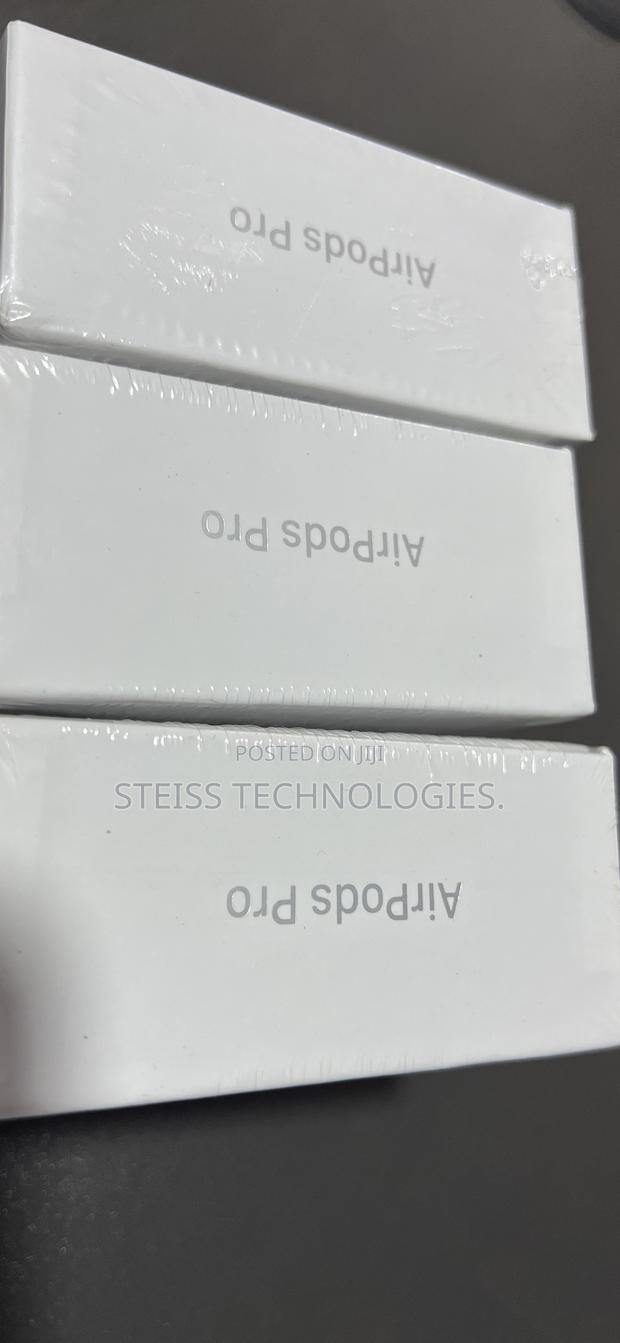 AirPods Pro
AirPods Pro
POSTED ON JIJI
STEISS TECHNOLOGIES.
AirPods Pro